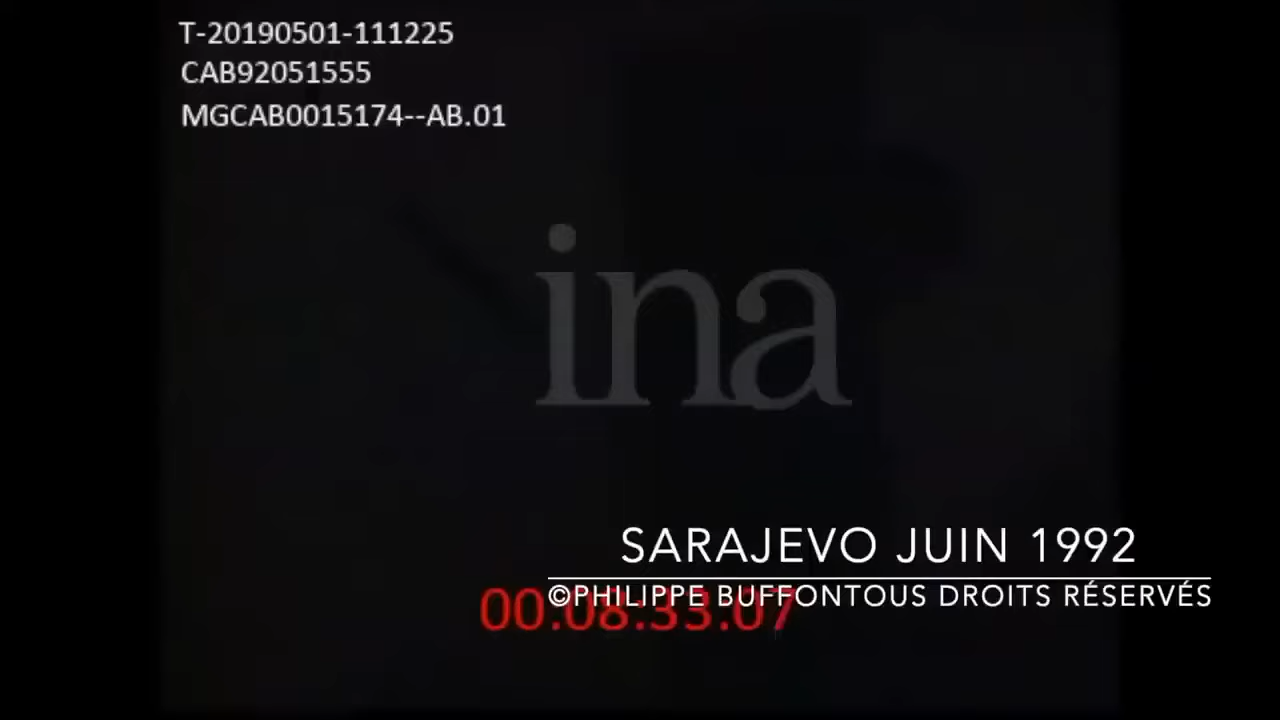 T-20190501-111225
CAB92051555
MGCAB0015174--AB.01
ina
SARAJEVO JUIN 1992
©PHILIPPE BUFFONTOUS DROITS RÉSERVÉS
00:08:33.07